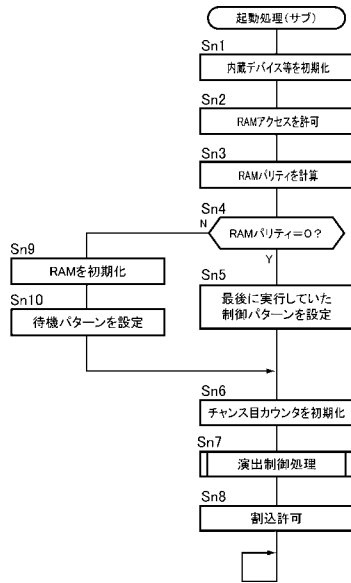 起動処理(サブ)
Sn1
内蔵デバイス等を初期化
Sn2
RAMアクセスを許可
Sn3
RAMパリティを計算
Sn4
RAMパリティ=0?
N
Y
Sn9
RAMを初期化
Sn10
待機パターンを設定
Sn5
最後に実行していた
制御パターンを設定
Sn6
チャンス目カウンタを初期化
Sn7
演出制御処理
Sn8
割込許可